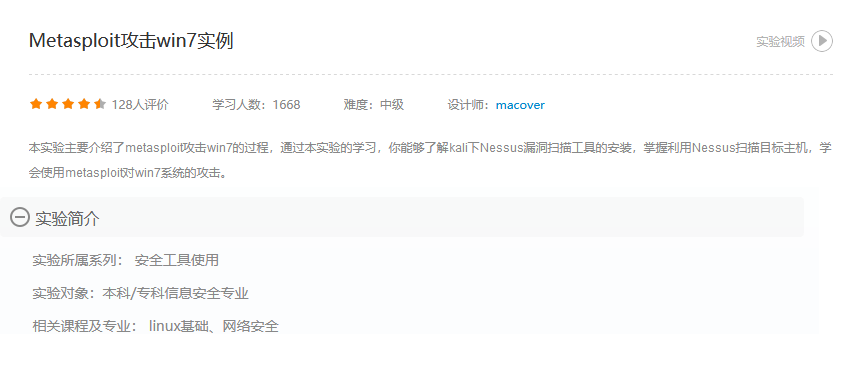 Metasploit攻击win7实例
实验视频
128人评价 学习人数：1668 难度：中级 设计师：macover
本实验主要介绍了metasploit攻击win7的过程，通过本实验的学习，你能够了解kali下Nessus漏洞扫描工具的安装，掌握利用Nessus扫描目标主机，学
会使用metasploit对win7系统的攻击。
实验简介
实验所属系列： 安全工具使用
实验对象：本科/专科信息安全专业
相关课程及专业： linux基础、网络安全